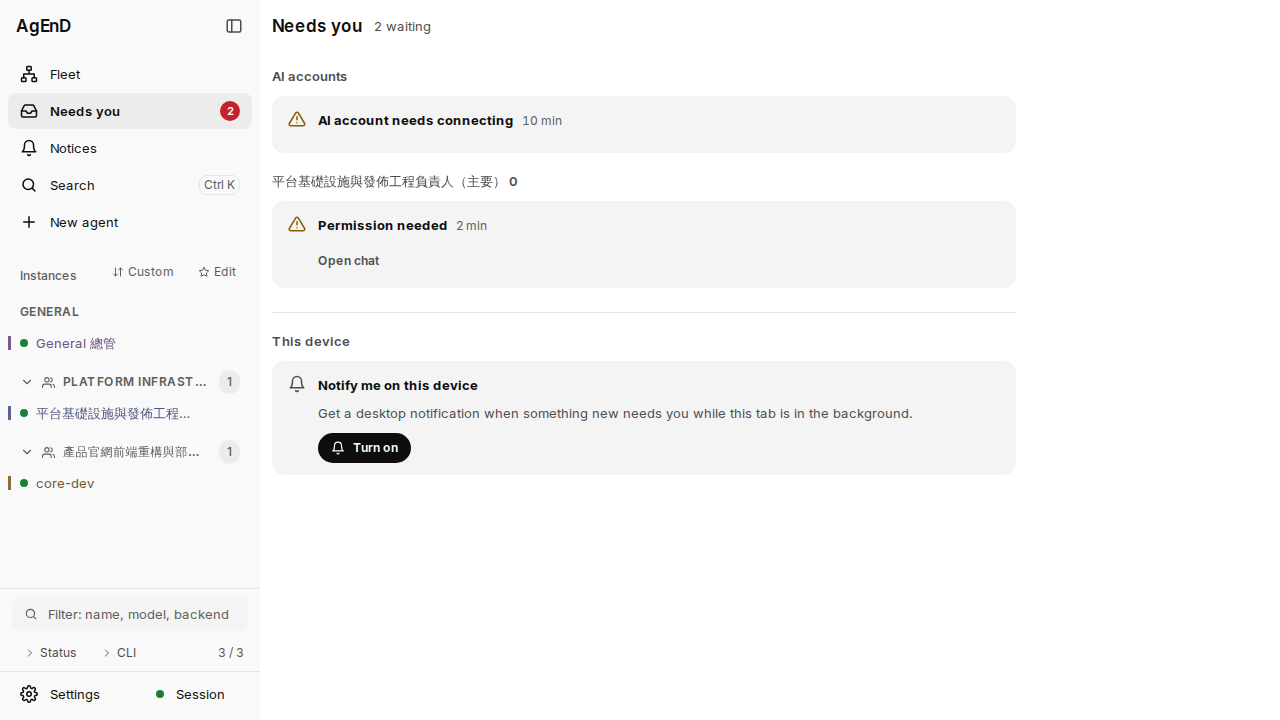 AgEnD
Fleet
Needs you 2
Notices
Search Ctrl K
New agent
Instances Custom Edit
GENERAL
General 總管
PLATFORM INFRAST… 1
平台基礎設施與發佈工程…
產品官網前端重構與部… 1
core-dev
Filter: name, model, backend
Status CLI 3 / 3
Settings Session
Needs you 2 waiting
AI accounts
AI account needs connecting 10 min
平台基礎設施與發佈工程負責人（主要） 0
Permission needed 2 min
Open chat
This device
Notify me on this device
Get a desktop notification when something new needs you while this tab is in the background.
Turn on